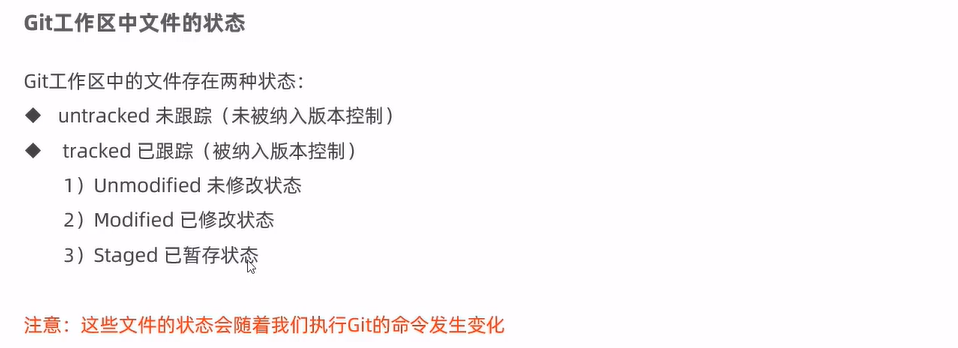 Git工作区中文件的状态
Git工作区中的文件存在两种状态：
◆ untracked 未跟踪（未被纳入版本控制）
◆ tracked 已跟踪（被纳入版本控制）
1）Unmodified 未修改状态
2）Modified 已修改状态
3）Staged 已暂存状态
注意：这些文件的状态会随着我们执行Git的命令发生变化